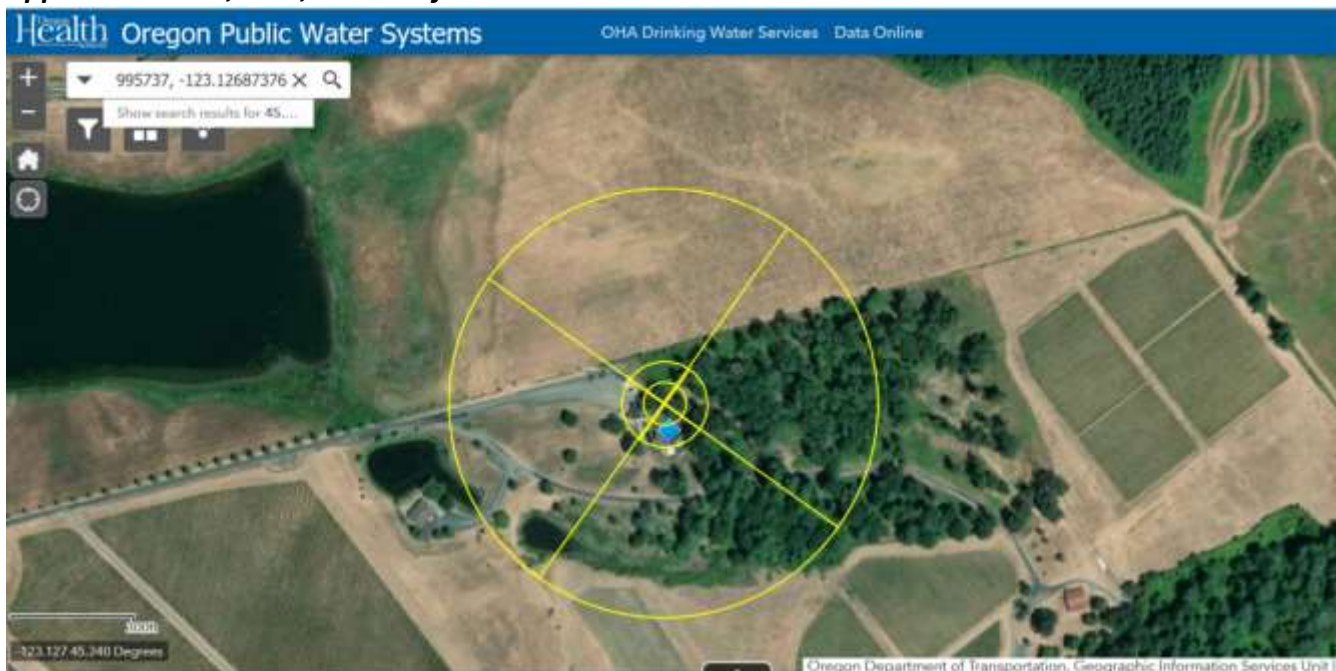 Health Oregon Public Water Systems OHA Drinking Water Services Data Online
995737, -123.12687376
Show search results for 45....
-123.127 45.340 Degrees
Oregon Department of Transportation, Geographic Information Services Unit